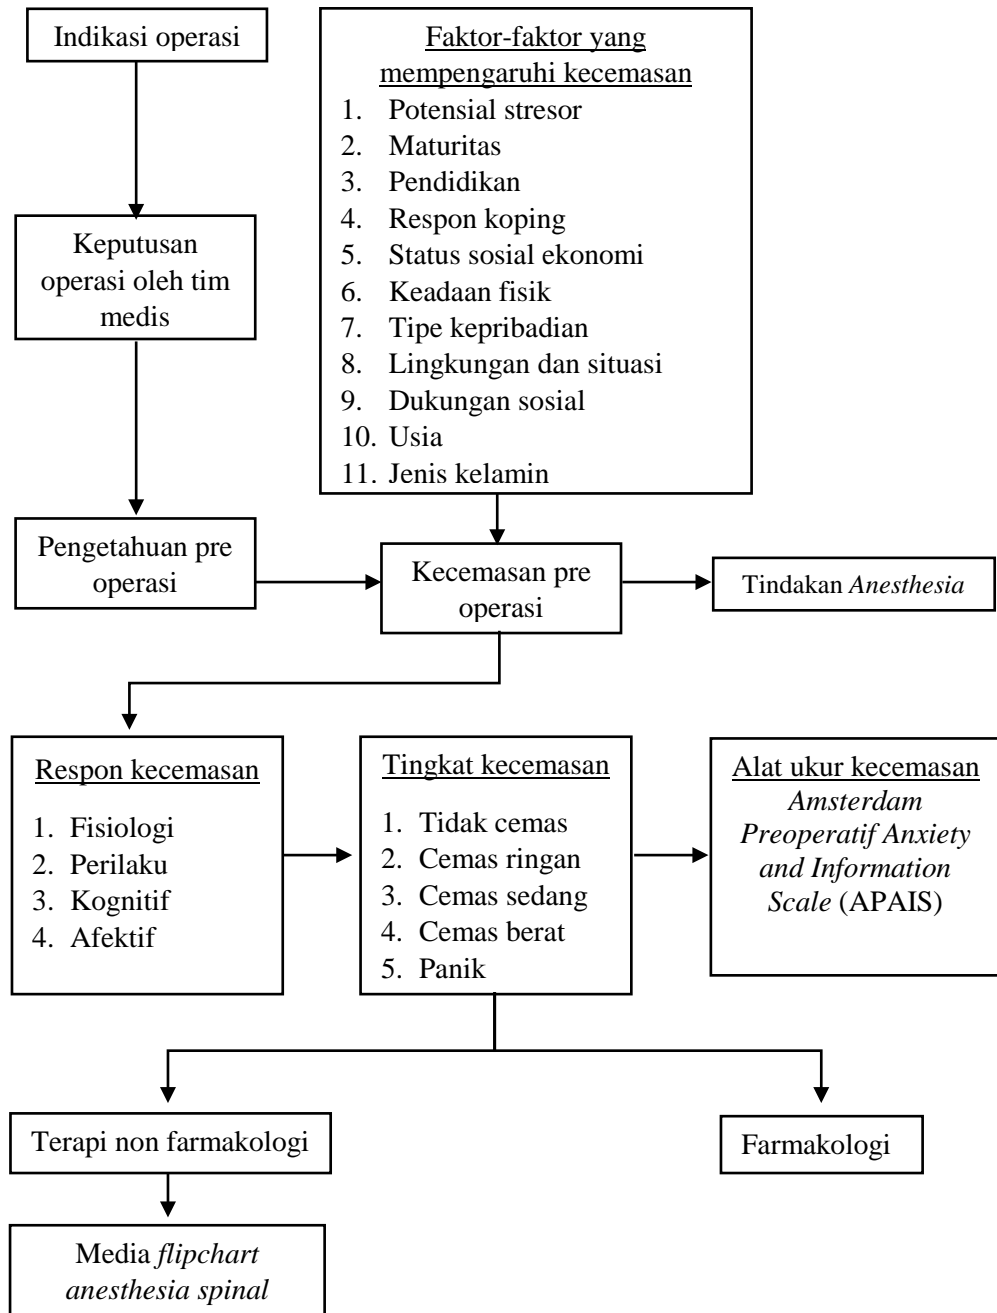 Indikasi operasi
Faktor-faktor yang
mempengaruhi kecemasan
1. Potensial stresor
2. Maturitas
3. Pendidikan
4. Respon koping
5. Status sosial ekonomi
6. Keadaan fisik
7. Tipe kepribadian
8. Lingkungan dan situasi
9. Dukungan sosial
10. Usia
11. Jenis kelamin
Keputusan
operasi oleh tim
medis
Pengetahuan pre
operasi
Kecemasan pre
operasi
Tindakan Anesthesia
Respon kecemasan
1. Fisiologi
2. Perilaku
3. Kognitif
4. Afektif
Tingkat kecemasan
1. Tidak cemas
2. Cemas ringan
3. Cemas sedang
4. Cemas berat
5. Panik
Alat ukur kecemasan
Amsterdam
Preoperatif Anxiety
and Information
Scale (APAIS)
Terapi non farmakologi
Farmakologi
Media flipchart
anesthesia spinal